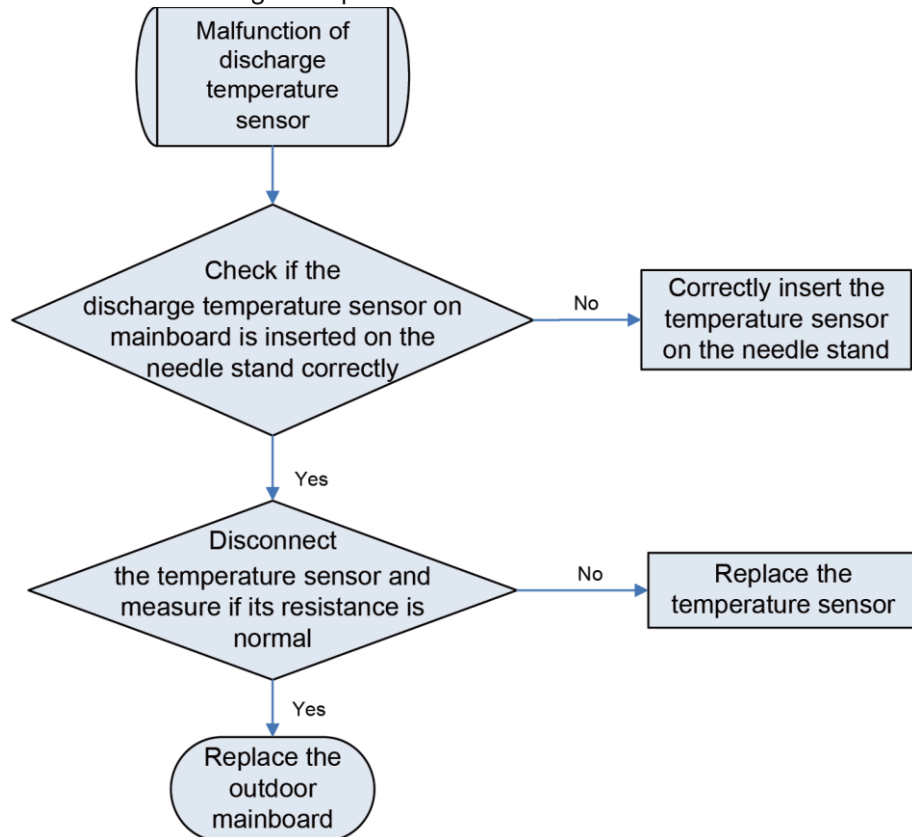 Malfunction of
discharge
temperature
sensor
Check if the
discharge temperature sensor on
mainboard is inserted on the
needle stand correctly
No
Correctly insert the
temperature sensor
on the needle stand
Yes
Disconnect
the temperature sensor and
measure if its resistance is
normal
No
Replace the
temperature sensor
Yes
Replace the
outdoor
mainboard